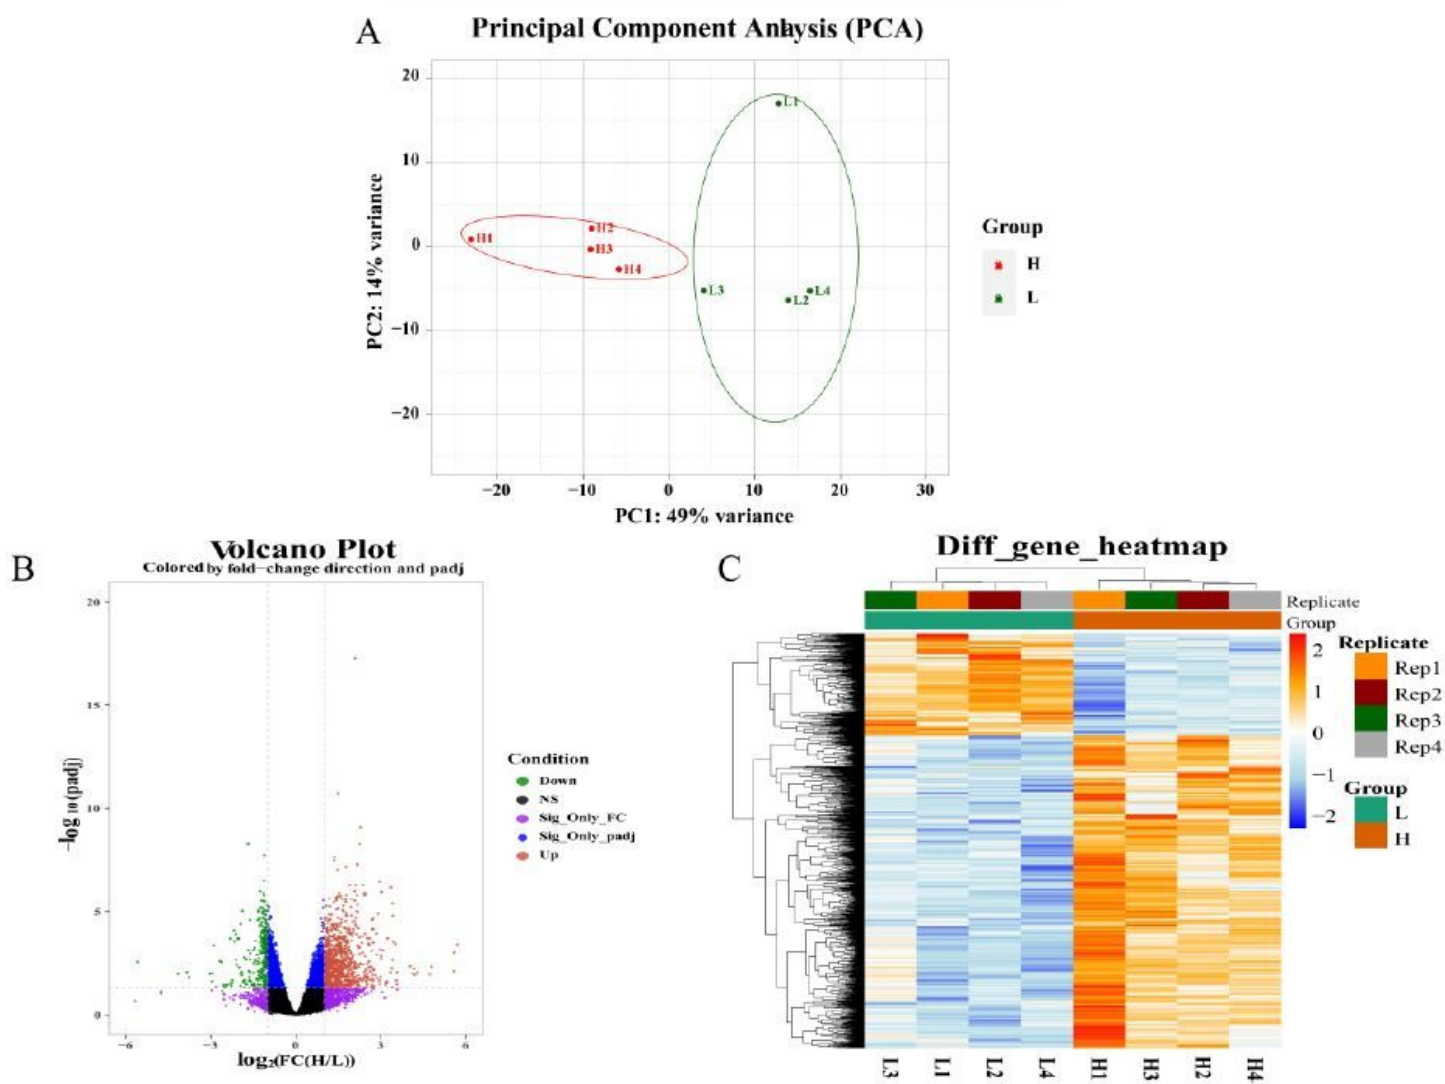 A
Principal Component Analysis (PCA)
20
10
0
−10
−20
PC2: 14% variance
L1
H1
H2
H3
H4
L3
L2
L4
−20 −10 0 10 20 30
PC1: 49% variance
Group
H
L
B
Volcano Plot
Colored by fold−change direction and padj
20
15
10
5
0
−log 10(padj)
−6 −3 0 3 6
log2(FC(H/L))
Condition
Down
NS
Sig_Only_FC
Sig_Only_padj
Up
C
Diff_gene_heatmap
Replicate
Group
2
1
0
−1
−2
Replicate
Rep1
Rep2
Rep3
Rep4
Group
L
H
L3 L1 L2 L4 H1 H3 H2 H4